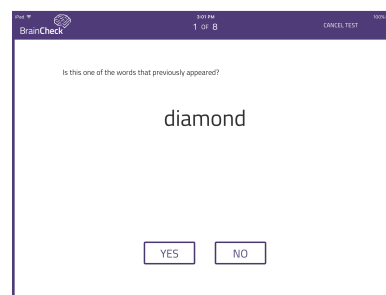 iPad 3:01 PM 100%
BrainCheck 1 OF 8 CANCEL TEST
Is this one of the words that previously appeared?
diamond
YES NO